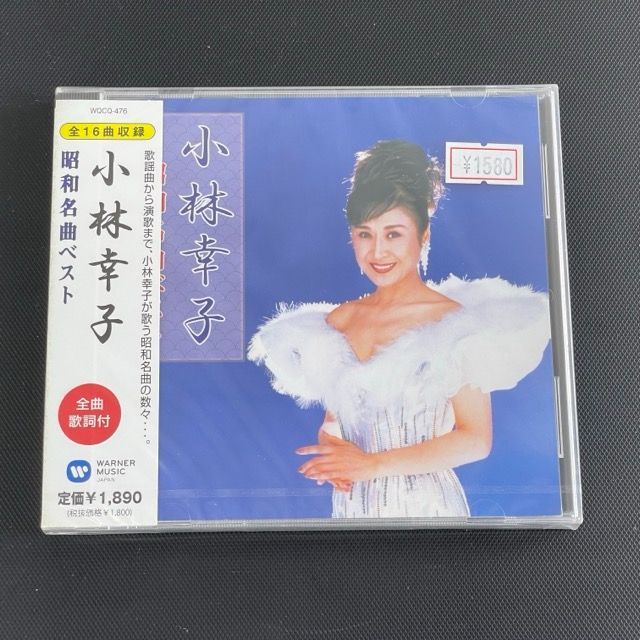 WQCQ-476
全16曲収録
小林幸子
昭和名曲ベスト
歌謡曲から演歌まで、小林幸子が歌う昭和名曲の数々…。
全曲
歌詞付
WARNER
MUSIC
JAPAN
定価¥1,890
(税抜価格¥1,800)
小林幸子
¥1580